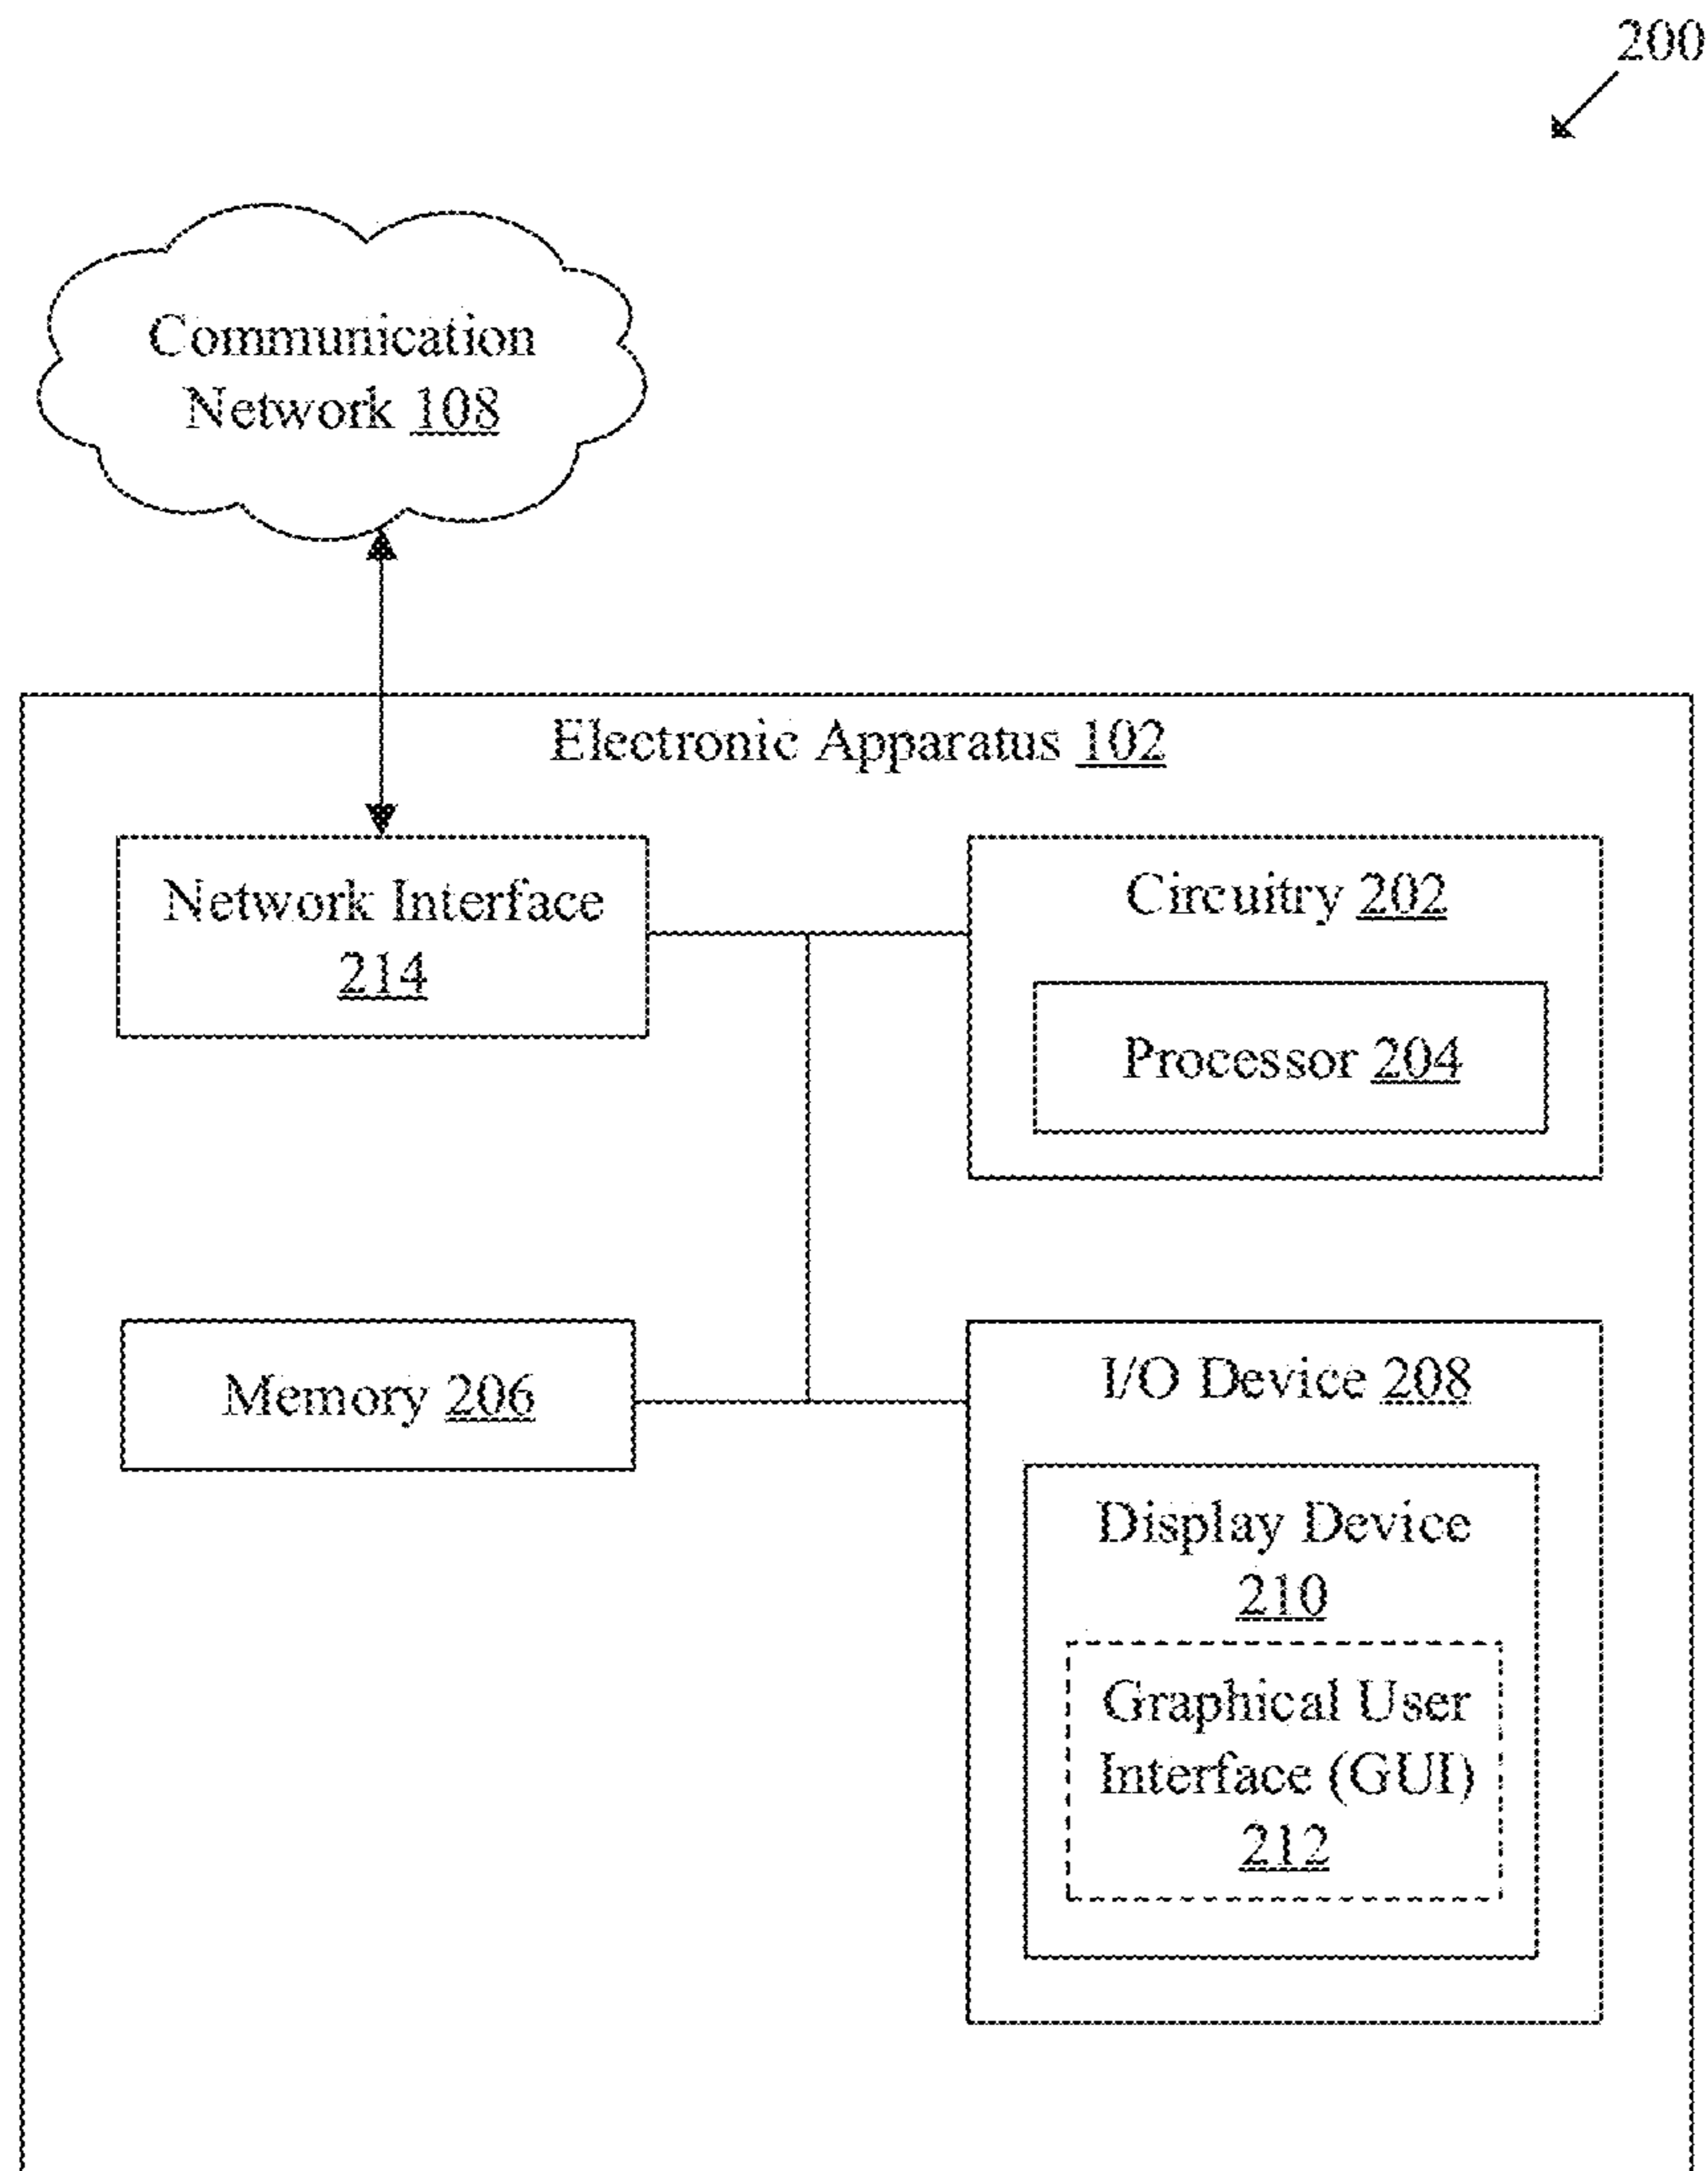 200
Communication
Network 108
Electronic Apparatus 102
Network Interface
214
Circuitry 202
Processor 204
Memory 206
I/O Device 208
Display Device
210
Graphical User
Interface (GUI)
212